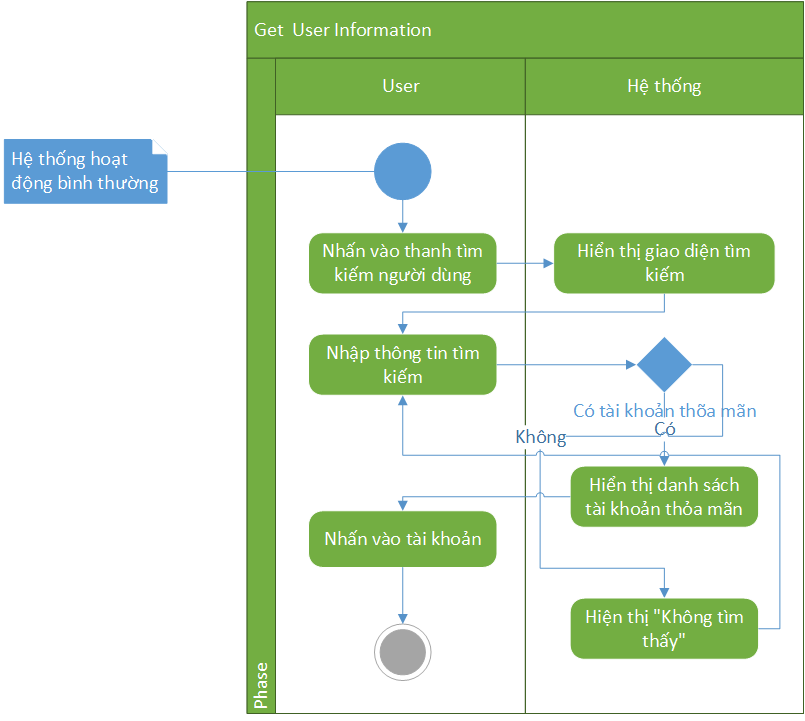 Get  User Information
User
Hệ thống
Hệ thống hoạt
động bình thường
Nhấn vào thanh tìm
kiếm người dùng
Hiển thị giao diện tìm
kiếm
Nhập thông tin tìm
kiếm
Có tài khoản thõa mãn
Có
Không
Hiển thị danh sách
tài khoản thỏa mãn
Nhấn vào tài khoản
Hiện thị "Không tìm
thấy"
Phase